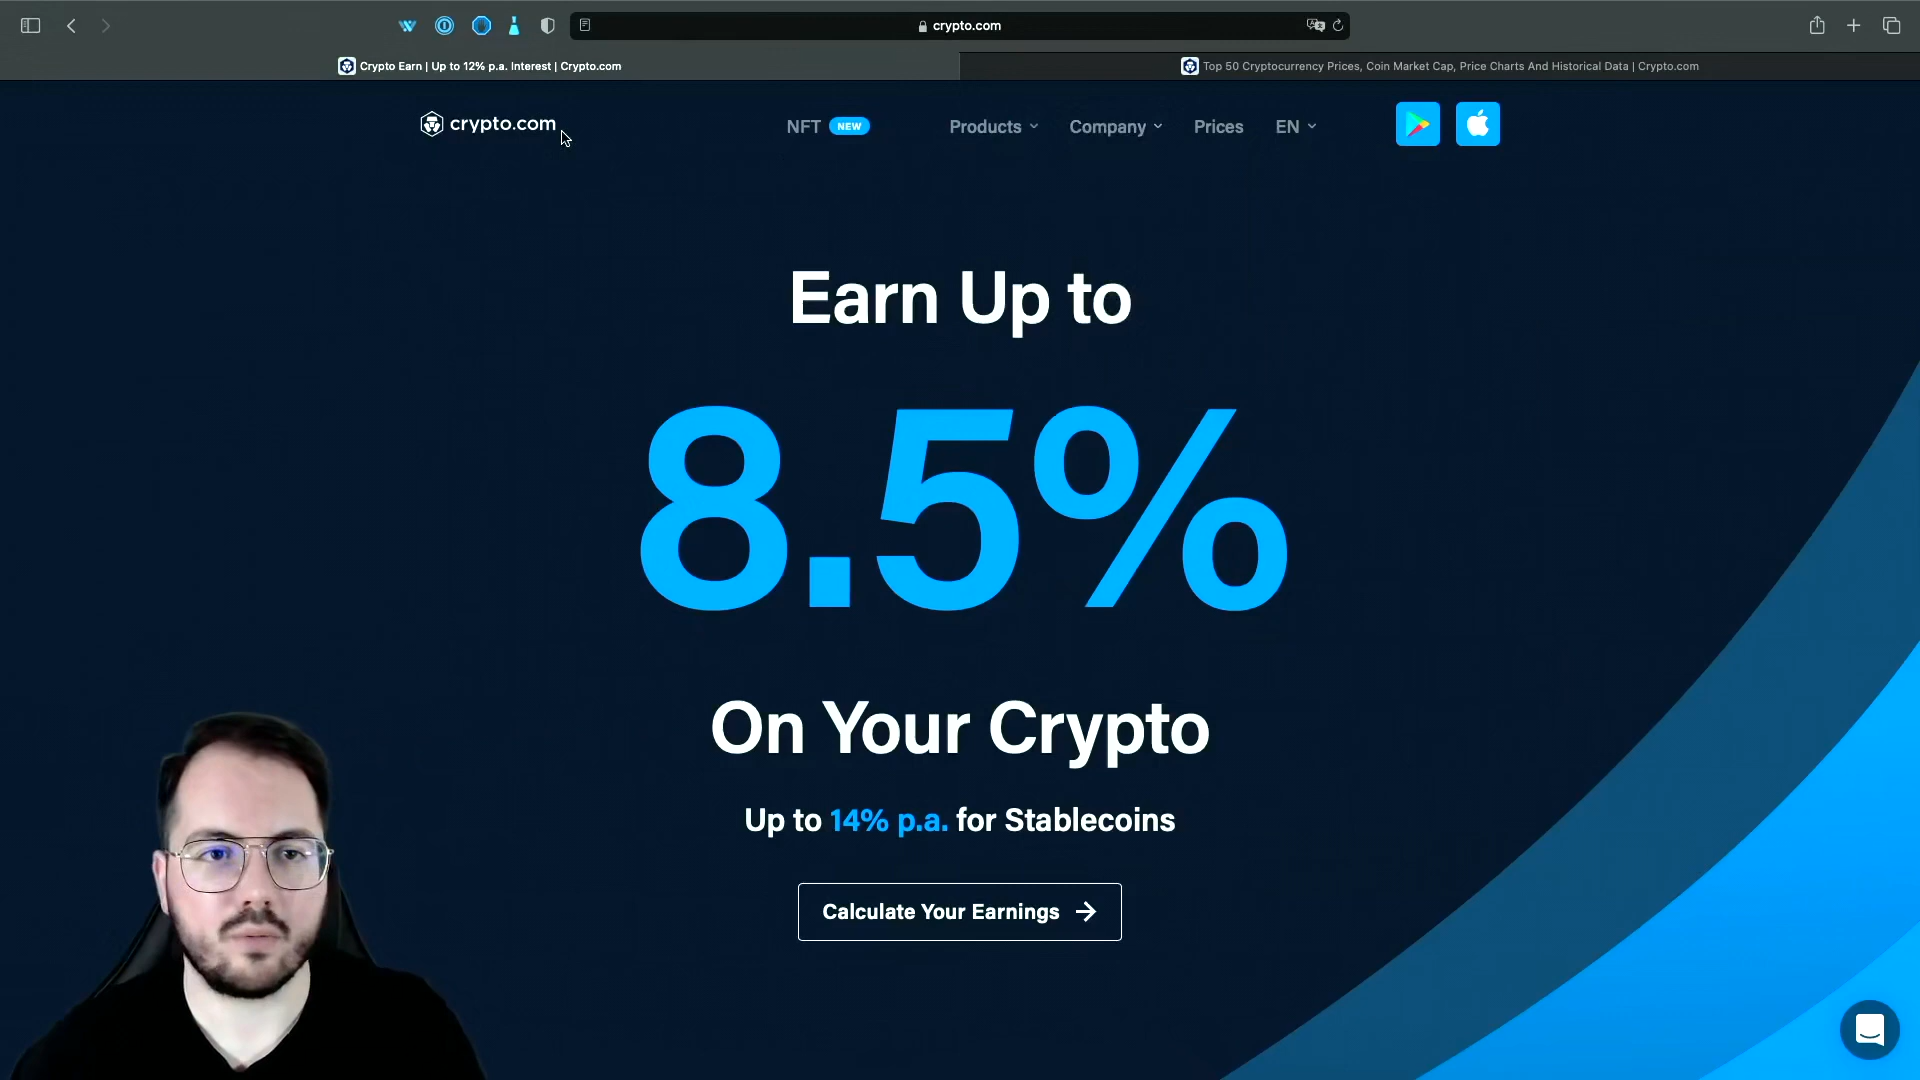 crypto.com
Crypto Earn | Up to 12% p.a. Interest | Crypto.com
Top 50 Cryptocurrency Prices, Coin Market Cap, Price Charts And Historical Data | Crypto.com
crypto.com
NFT NEW
Products
Company
Prices
EN
Earn Up to
8.5%
On Your Crypto
Up to 14% p.a. for Stablecoins
Calculate Your Earnings